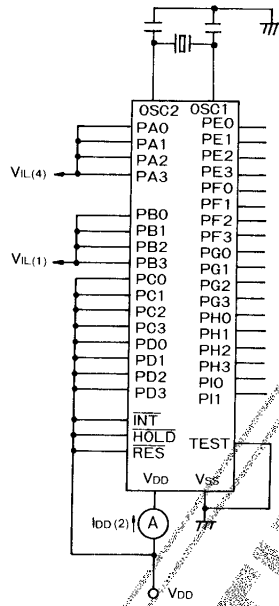 OSC2 OSC1
PA0 PE0
PA1 PE1
PA2 PE2
VIL(4) PA3 PE3
PF0
PB0 PF1
PB1 PF2
PB2 PF3
VIL(1) PB3 PG0
PC0 PG1
PC1 PG2
PC2 PG3
PC3 PH0
PD0 PH1
PD1 PH2
PD2 PH3
PD3 PI0
PI1
INT
HOLD TEST
RES
VDD VSS
IDD(2) A
VDD